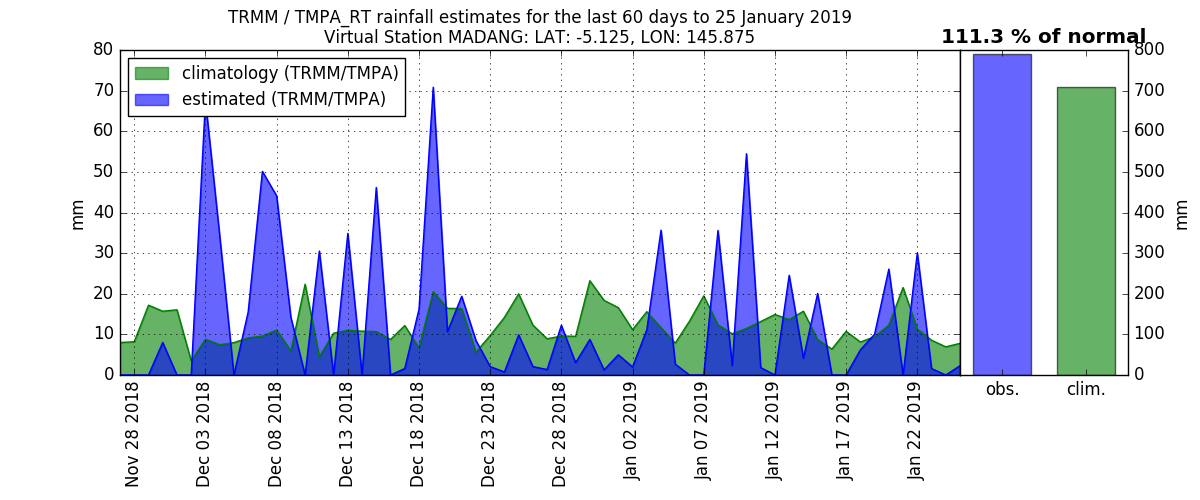 TRMM / TMPA_RT rainfall estimates for the last 60 days to 25 January 2019
Virtual Station MADANG: LAT: -5.125, LON: 145.875
111.3 % of normal
climatology (TRMM/TMPA)
estimated (TRMM/TMPA)
80
70
60
50
40
30
20
10
0
mm
800
700
600
500
400
300
200
100
0
mm
obs.
clim.
Nov 28 2018
Dec 03 2018
Dec 08 2018
Dec 13 2018
Dec 18 2018
Dec 23 2018
Dec 28 2018
Jan 02 2019
Jan 07 2019
Jan 12 2019
Jan 17 2019
Jan 22 2019